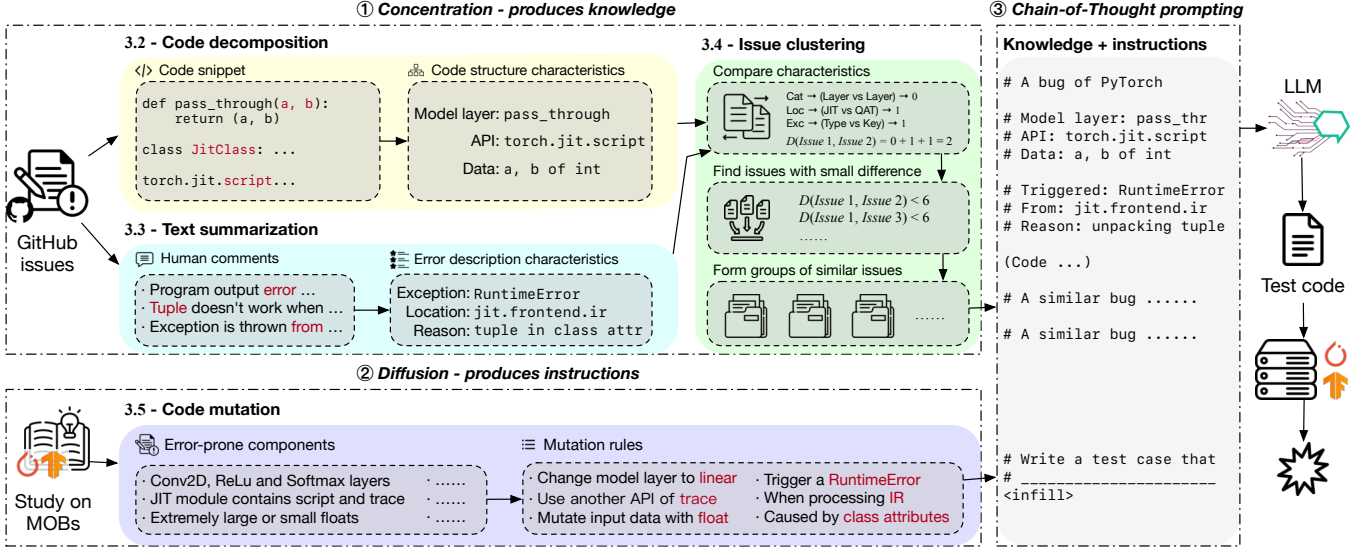 ① Concentration - produces knowledge
3.2 - Code decomposition
Code snippet
def pass_through(a, b):
return (a, b)
class JitClass: ...
torch.jit.script...
Code structure characteristics
Model layer: pass_through
API: torch.jit.script
Data: a, b of int
GitHub
issues
3.3 - Text summarization
Human comments
· Program output error ...
· Tuple doesn't work when ...
· Exception is thrown from ...
Error description characteristics
Exception: RuntimeError
Location: jit.frontend.ir
Reason: tuple in class attr
3.4 - Issue clustering
Compare characteristics
Cat → (Layer vs Layer) → 0
Loc → (JIT vs QAT) → 1
Exc → (Type vs Key) → 1
D(Issue 1, Issue 2) = 0 + 1 + 1 = 2
Find issues with small difference
D(Issue 1, Issue 2) < 6
D(Issue 1, Issue 3) < 6
......
Form groups of similar issues
......
② Diffusion - produces instructions
Study on
MOBs
3.5 - Code mutation
Error-prone components
· Conv2D, ReLu and Softmax layers
· JIT module contains script and trace
· Extremely large or small floats
· ......
· ......
· ......
Mutation rules
· Change model layer to linear
· Use another API of trace
· Mutate input data with float
· Trigger a RuntimeError
· When processing IR
· Caused by class attributes
③ Chain-of-Thought prompting
Knowledge + instructions
# A bug of PyTorch
# Model layer: pass_thr
# API: torch.jit.script
# Data: a, b of int
# Triggered: RuntimeError
# From: jit.frontend.ir
# Reason: unpacking tuple
(Code ...)
# A similar bug ......
# A similar bug ......
# Write a test case that
# ______________________
<infill>
LLM
Test code